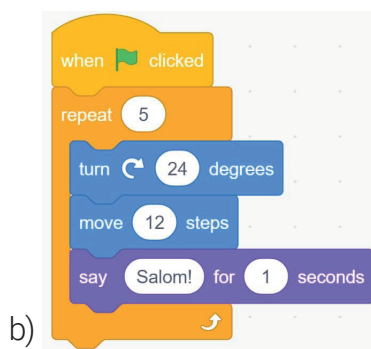 when clicked
repeat 5
turn 24 degrees
move 12 steps
say Salom! for 1 seconds
b)